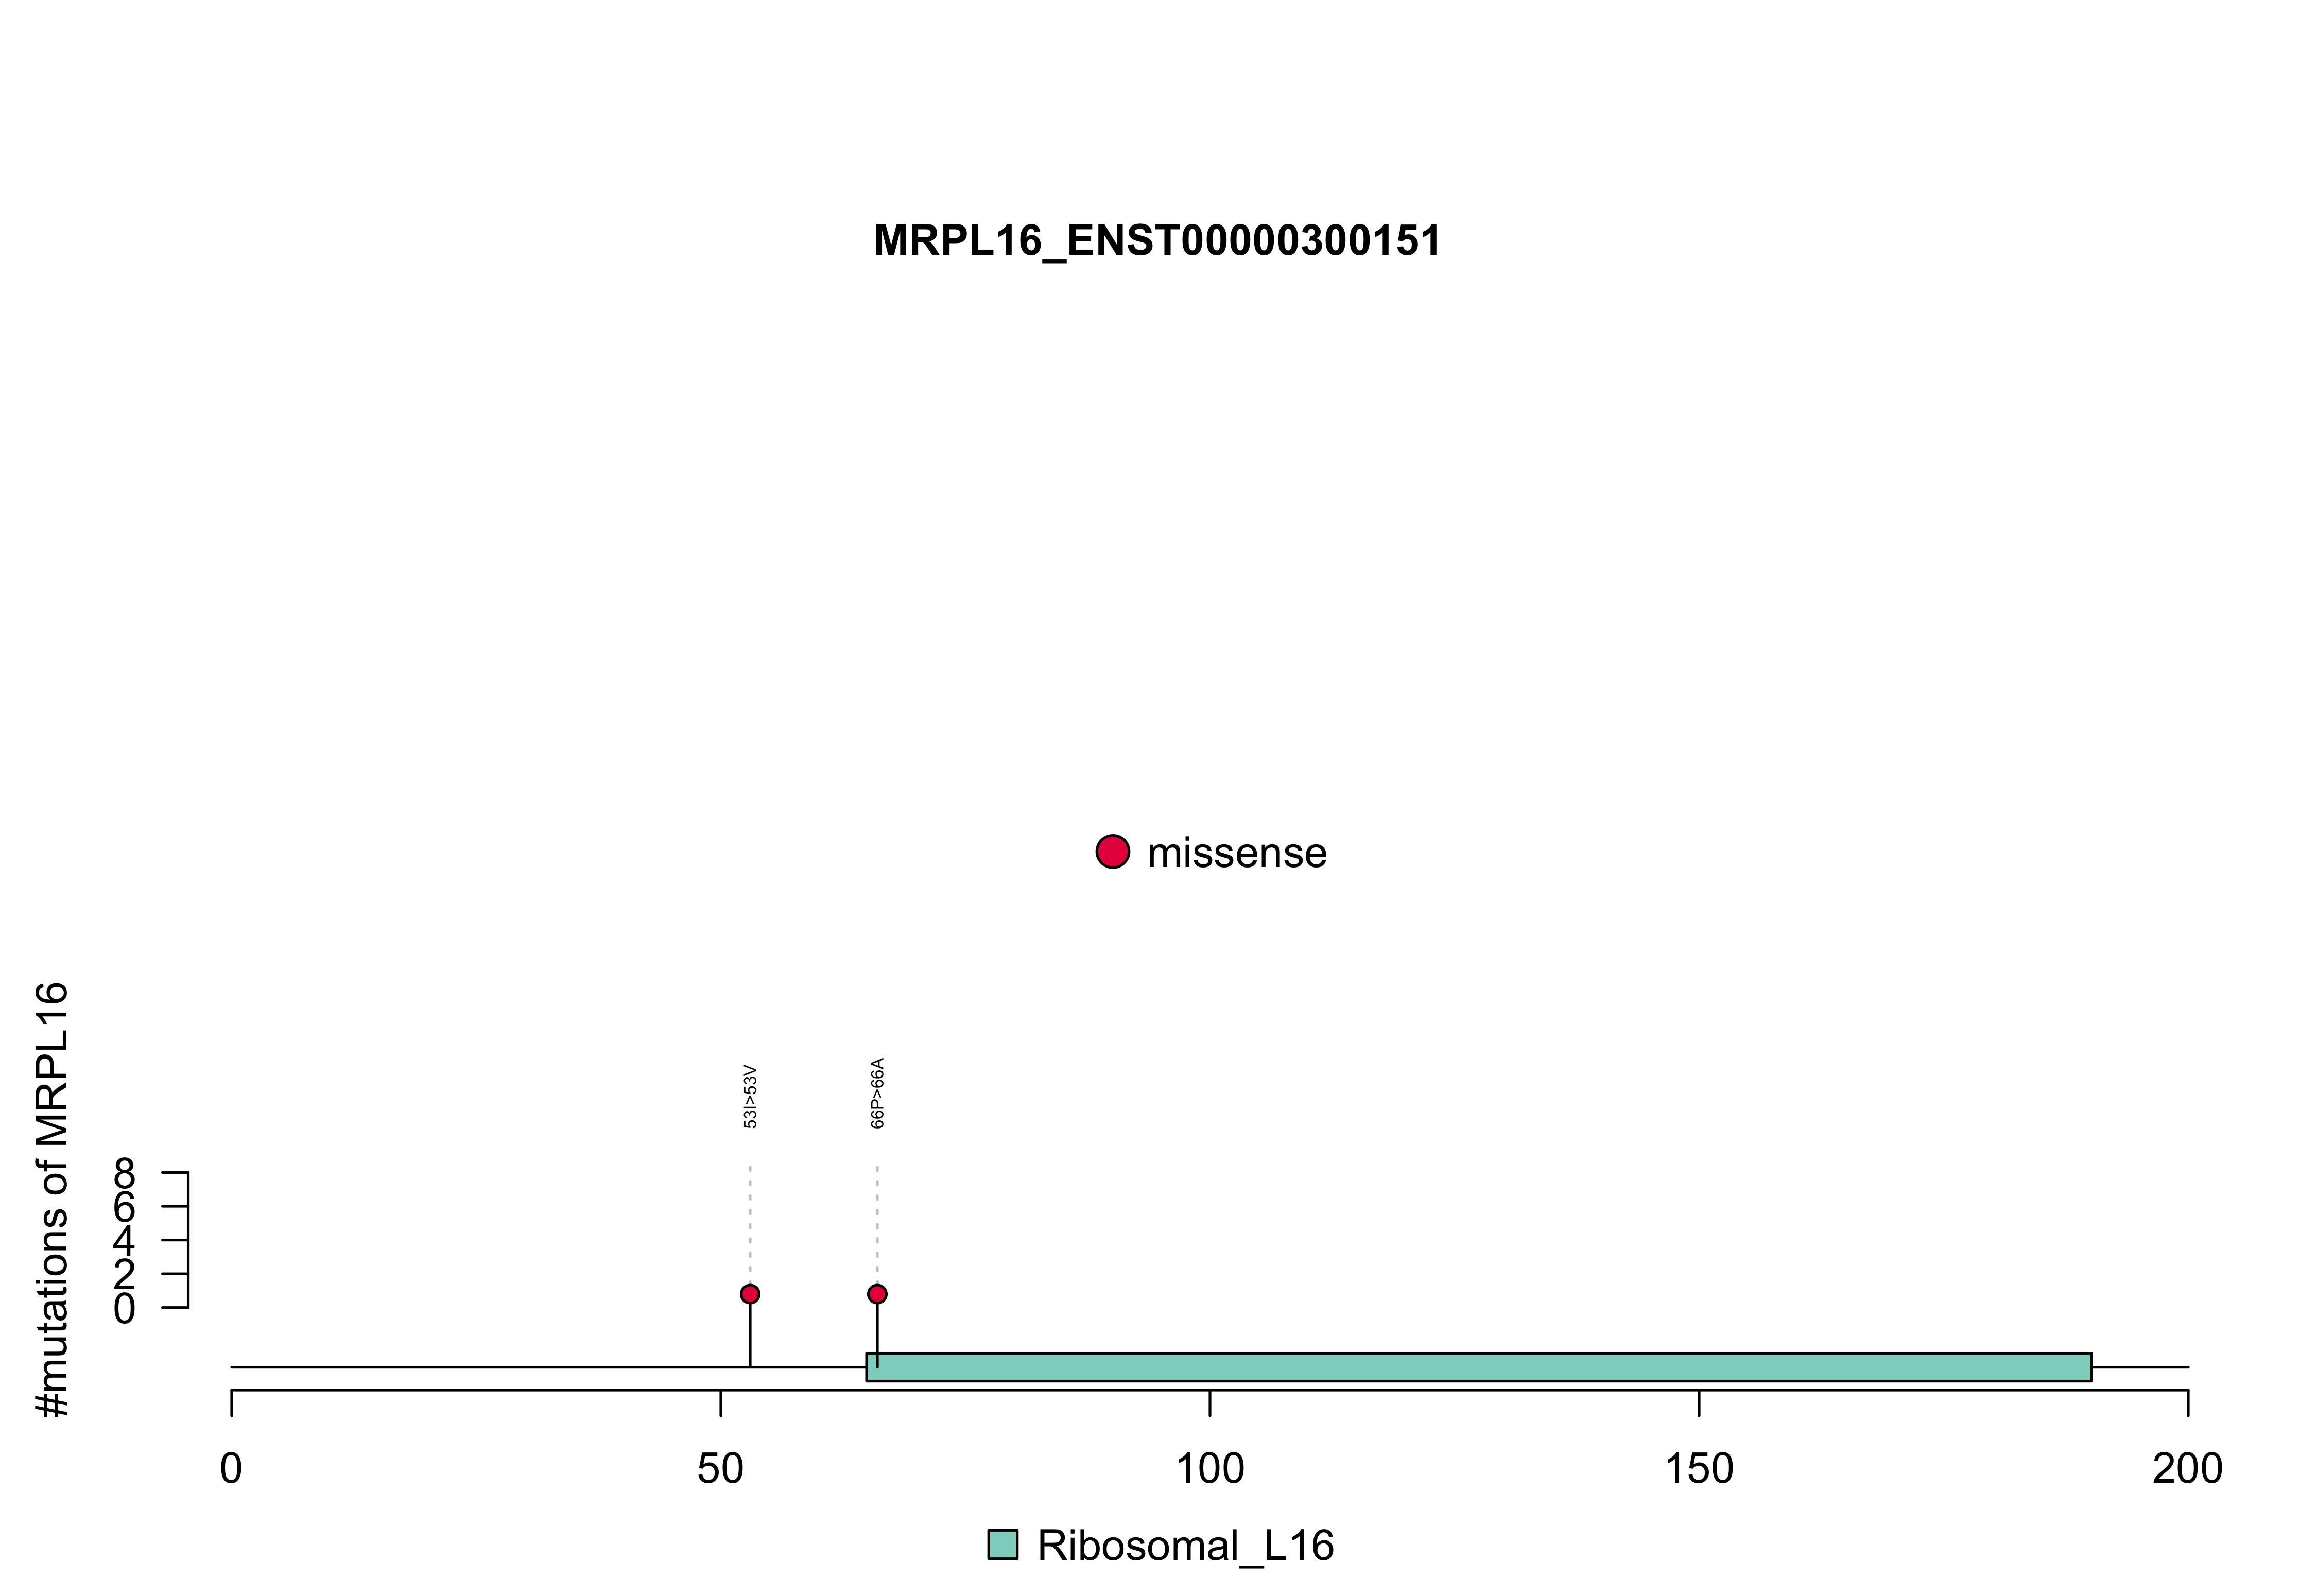 MRPL16_ENST00000300151
missense
#mutations of MRPL16
53I>53V
66P>66A
8
6
4
2
0
0 50 100 150 200
Ribosomal_L16